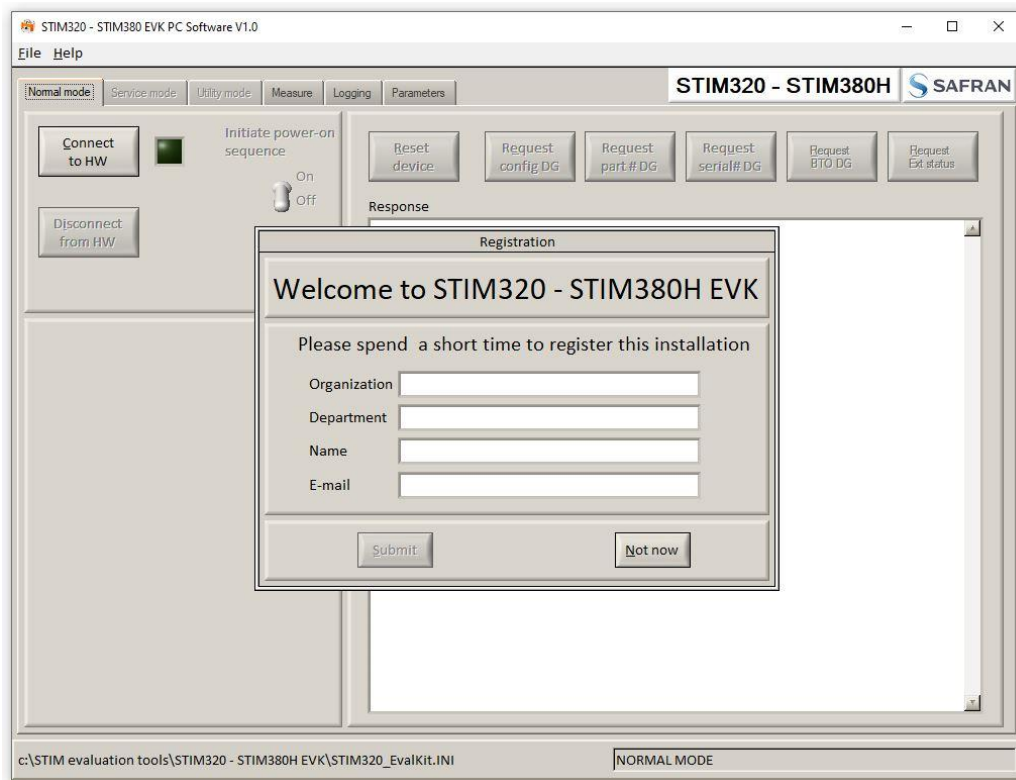 STIM320 - STIM380 EVK PC Software V1.0
File Help
Normal mode Service mode Utility mode Measure Logging Parameters
STIM320 - STIM380H SAFRAN
Connect
to HW
Initiate power-on
sequence
On
Off
Disconnect
from HW
Reset
device
Request
config DG
Request
part # DG
Request
serial# DG
Request
BTO DG
Request
Ext status
Response
Registration
Welcome to STIM320 - STIM380H EVK
Please spend a short time to register this installation
Organization
Department
Name
E-mail
Submit Not now
c:\STIM evaluation tools\STIM320 - STIM380H EVK\STIM320_EvalKit.INI NORMAL MODE